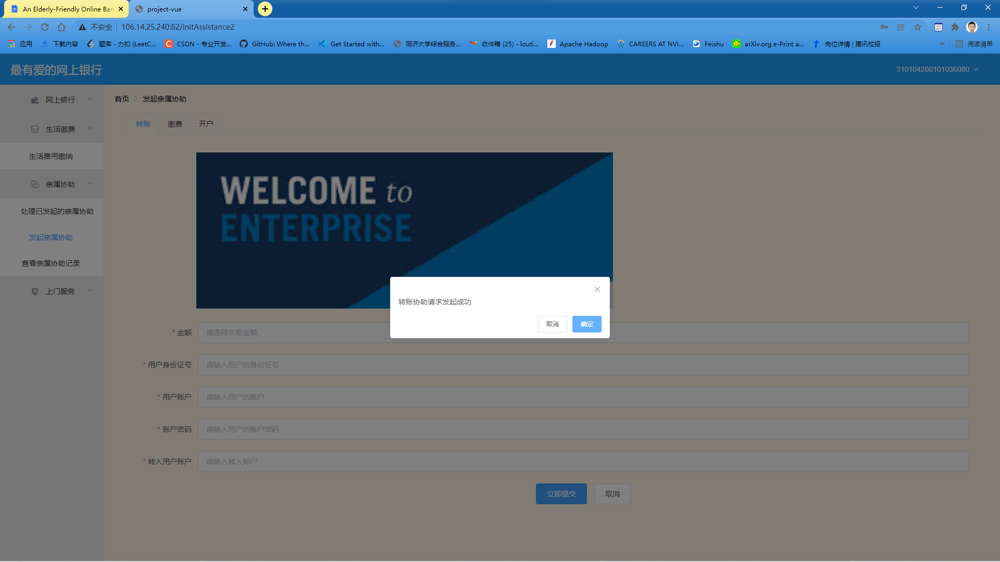 An Elderly-Friendly Online Ban
project-vue
不安全
106.14.25.240:82/initAssistance2
应用
下载内容
题库 - 力扣 (LeetC...
CSDN - 专业开发...
GitHub: Where th...
Get Started with...
同济大学综合服务...
收件箱 (25) - louti...
Apache Hadoop
CAREERS AT NVI...
Feishu
arXiv.org e-Print a...
岗位详情 | 腾讯校招
»
阅读清单
最有爱的网上银行
310104200101036080
网上银行
生活缴费
生活费用缴纳
亲属协助
处理已发起的亲属协助
发起亲属协助
查看亲属协助记录
上门服务
首页
发起亲属协助
转账
缴费
开户
WELCOME to
ENTERPRISE
转账协助请求发起成功
取消
确定
* 金额
请选择交易金额
* 用户身份证号
请输入用户的身份证号
* 用户账户
请输入用户的账户
* 账户密码
请输入用户的账户密码
* 转入用户账户
请输入转入账户
立即提交
取消